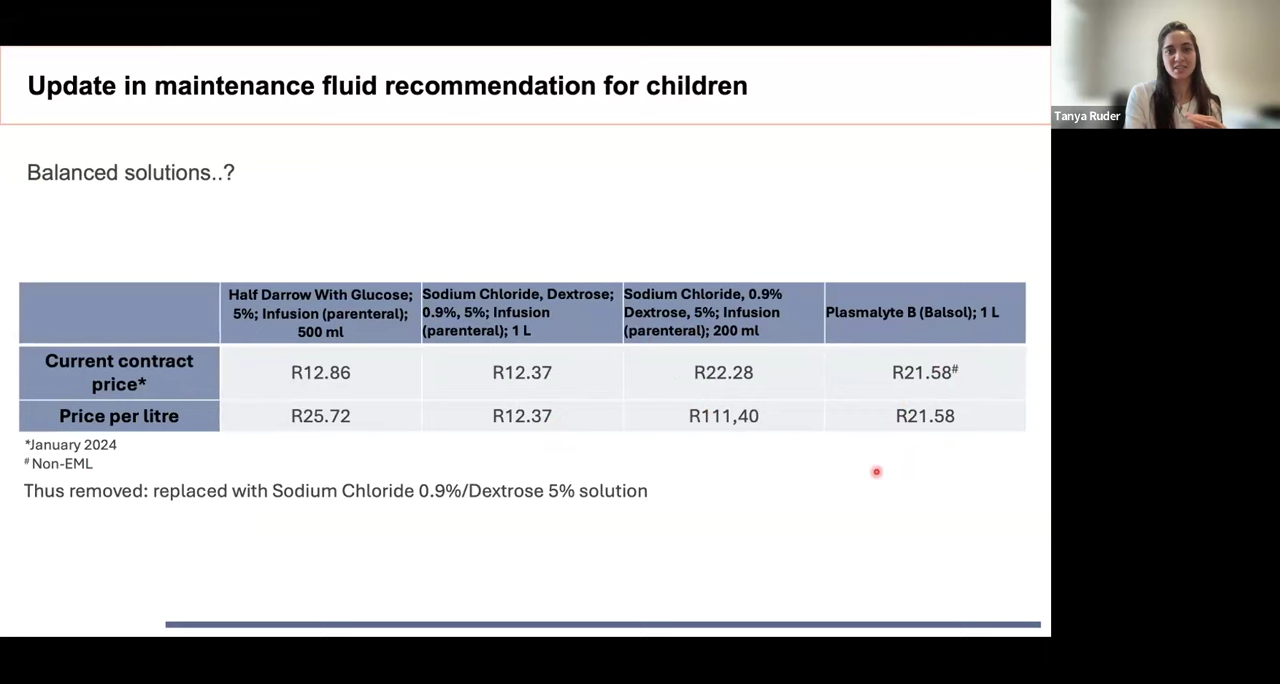 Update in maintenance fluid recommendation for children
Tanya Ruder
Balanced solutions..?
Half Darrow With Glucose;
5%; Infusion (parenteral);
500 ml
Sodium Chloride, Dextrose;
0.9%, 5%; Infusion
(parenteral); 1 L
Sodium Chloride, 0.9%
Dextrose, 5%; Infusion
(parenteral); 200 ml
Plasmalyte B (Balsol); 1 L
Current contract
price*
R12.86
R12.37
R22.28
R21.58#
Price per litre
R25.72
R12.37
R111,40
R21.58
*January 2024
# Non-EML
Thus removed: replaced with Sodium Chloride 0.9%/Dextrose 5% solution